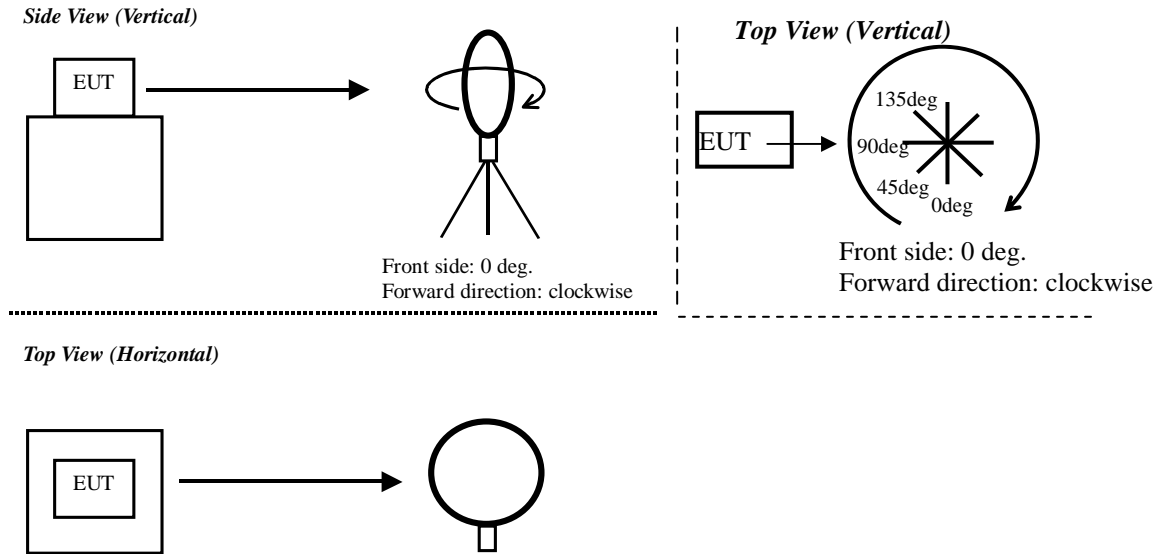 Side View (Vertical)
EUT
Front side: 0 deg.
Forward direction: clockwise
Top View (Vertical)
EUT
135deg
90deg
45deg
0deg
Front side: 0 deg.
Forward direction: clockwise
Top View (Horizontal)
EUT